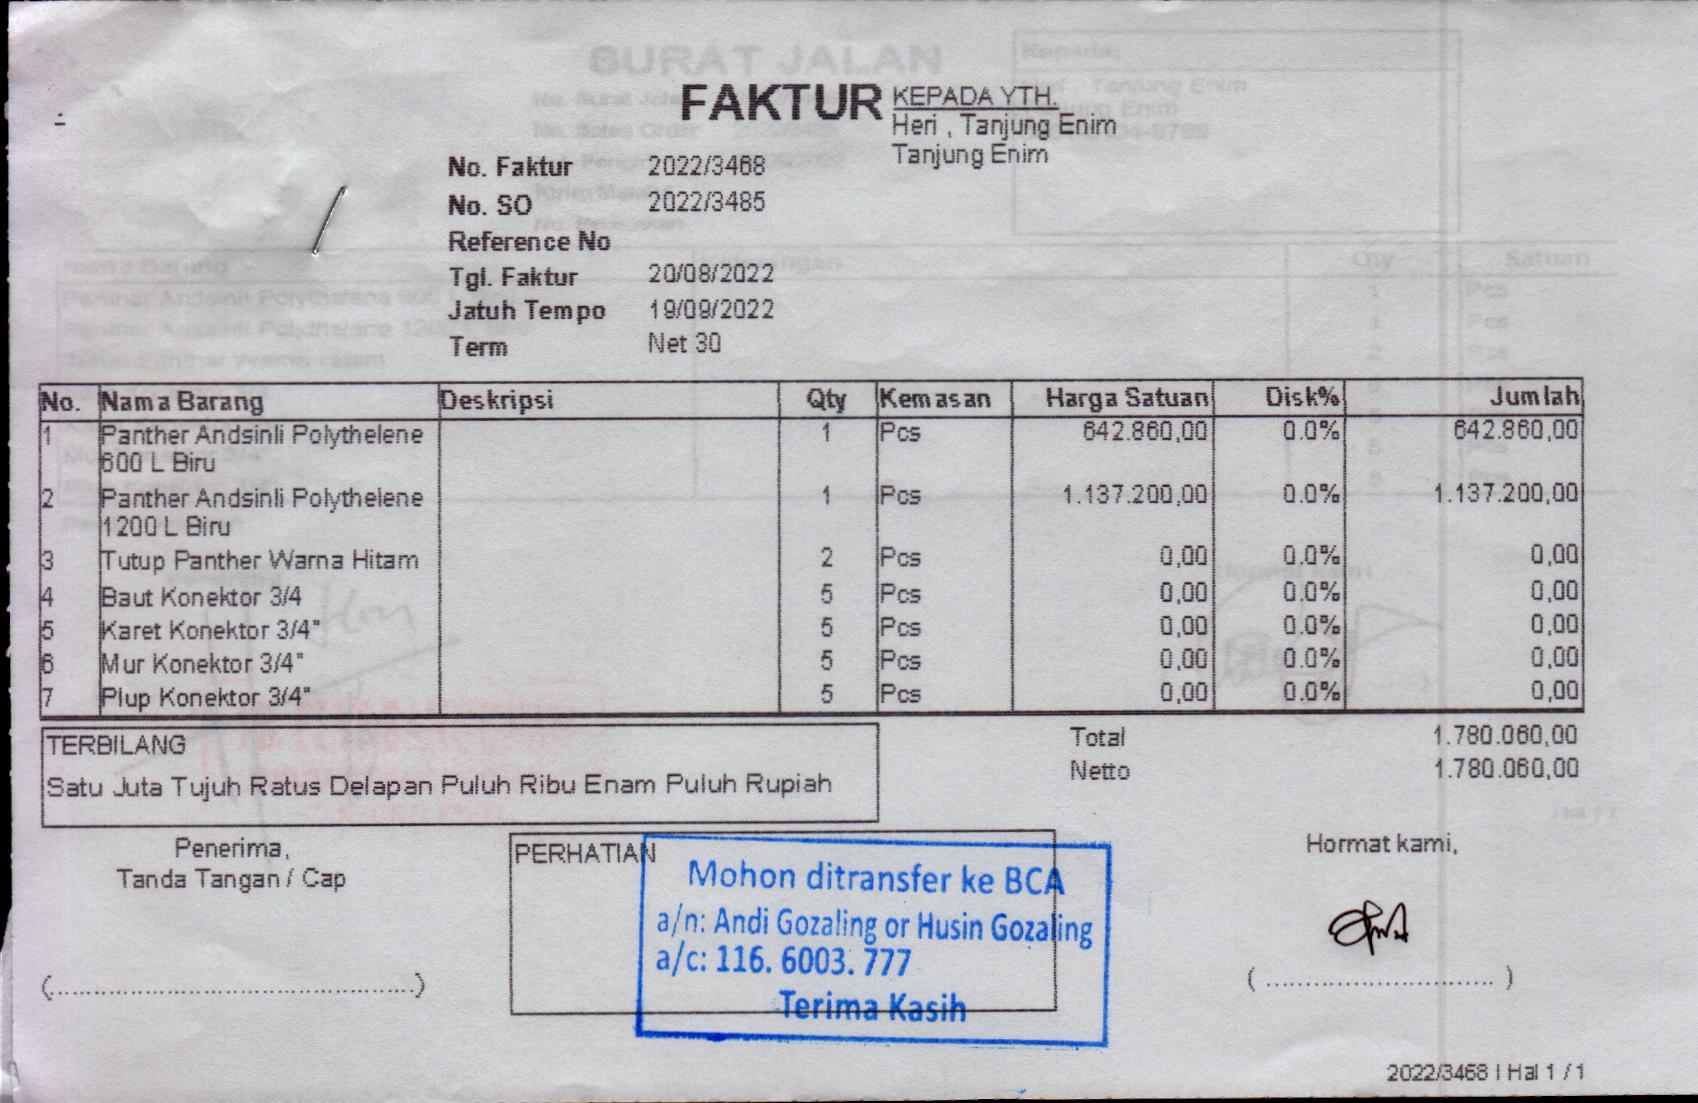 FAKTUR
KEPADA YTH.
Heri , Tanjung Enim
Tanjung Enim
No. Faktur 2022/3468
No. SO 2022/3485
Reference No
Tgl. Faktur 20/08/2022
Jatuh Tempo 19/09/2022
Term Net 30
No. Nama Barang Deskripsi Qty Kemasan Harga Satuan Disk% Jumlah
1 Panther Andsinli Polythelene 1 Pcs 642.860,00 0.0% 642.860,00
600 L Biru
2 Panther Andsinli Polythelene 1 Pcs 1.137.200,00 0.0% 1.137.200,00
1200 L Biru
3 Tutup Panther Warna Hitam 2 Pcs 0,00 0.0% 0,00
4 Baut Konektor 3/4 5 Pcs 0,00 0.0% 0,00
5 Karet Konektor 3/4" 5 Pcs 0,00 0.0% 0,00
6 Mur Konektor 3/4" 5 Pcs 0,00 0.0% 0,00
7 Plup Konektor 3/4" 5 Pcs 0,00 0.0% 0,00
TERBILANG
Satu Juta Tujuh Ratus Delapan Puluh Ribu Enam Puluh Rupiah
Total 1.780.060,00
Netto 1.780.060,00
Penerima,
Tanda Tangan / Cap
PERHATIAN
Mohon ditransfer ke BCA
a/n: Andi Gozaling or Husin Gozaling
a/c: 116. 6003. 777
Terima Kasih
Hormat kami,
(................................................)
( ............................. )
2022/3468 | Hal 1 / 1
SURAT JALAN
Kepada:
Qty Satuan